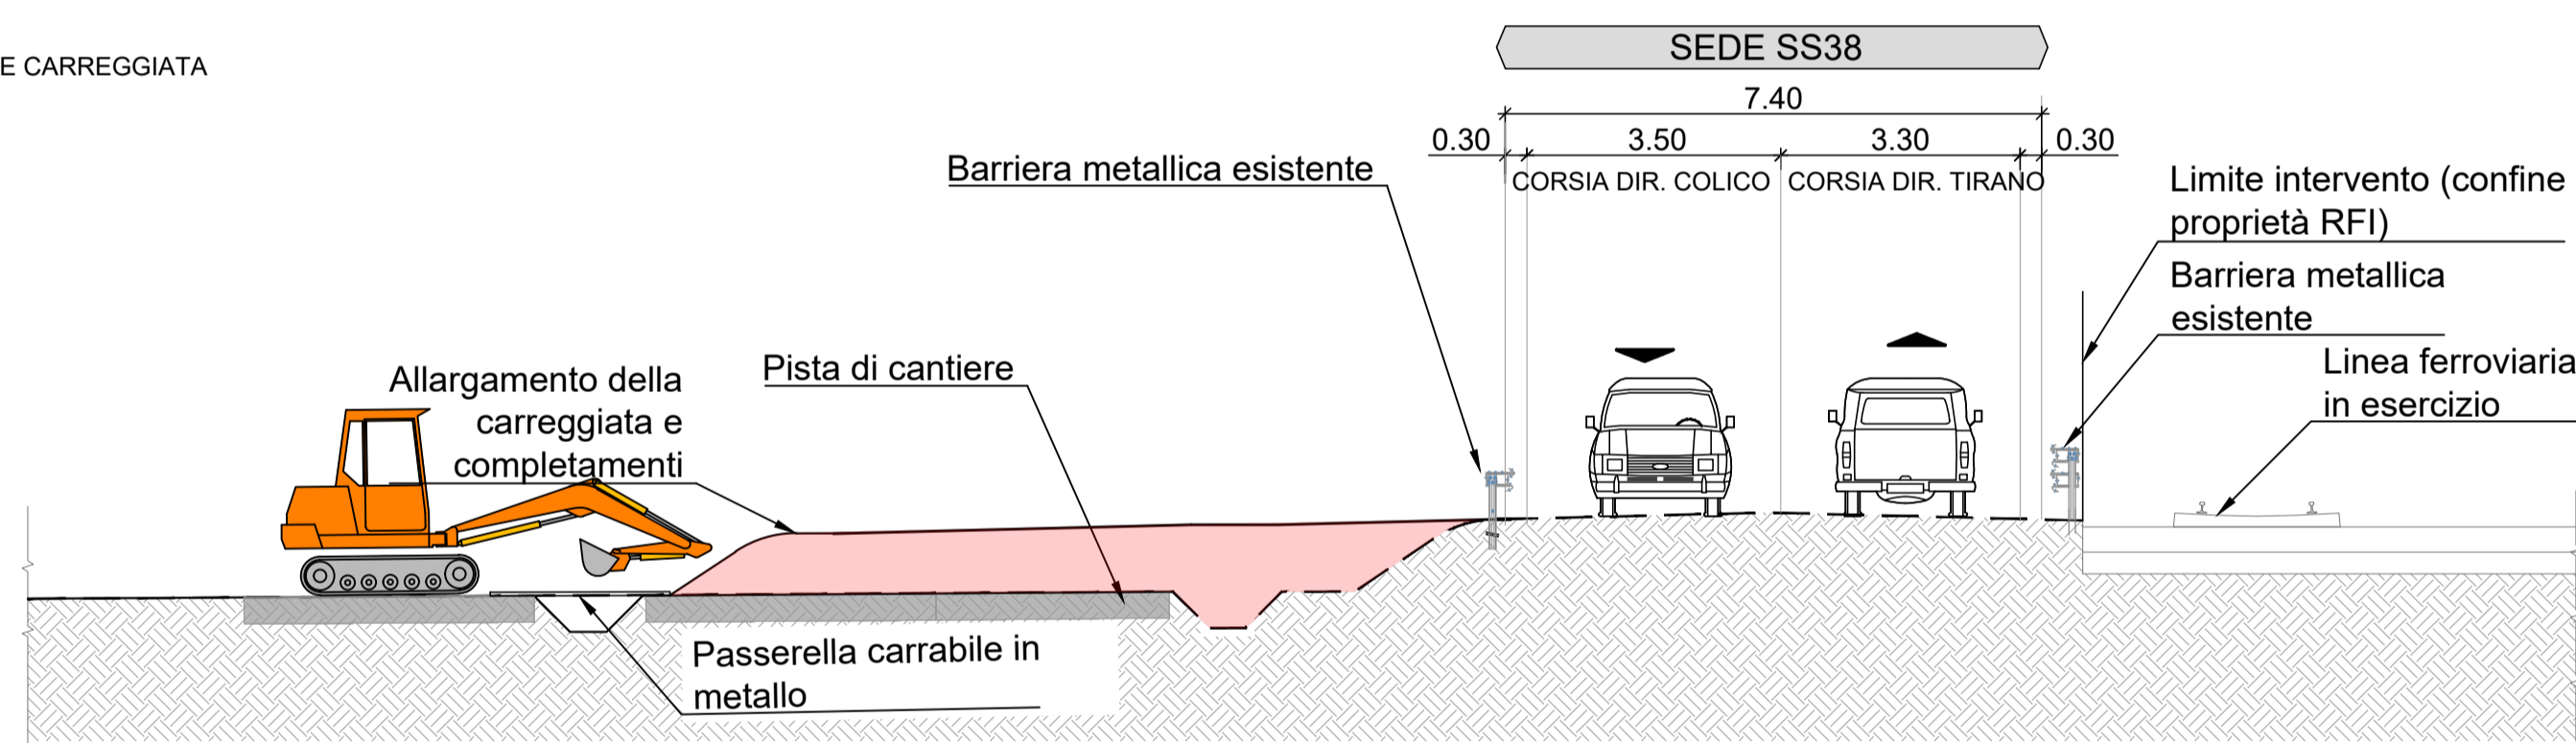 E CARREGGIATA
SEDE SS38
7.40
0.30
3.50
3.30
0.30
CORSIA DIR. COLICO
CORSIA DIR. TIRANO
Barriera metallica esistente
Limite intervento (confine
proprietà RFI)
Barriera metallica
esistente
Linea ferroviaria
in esercizio
Pista di cantiere
Allargamento della
carreggiata e
completamenti
Passerella carrabile in
metallo